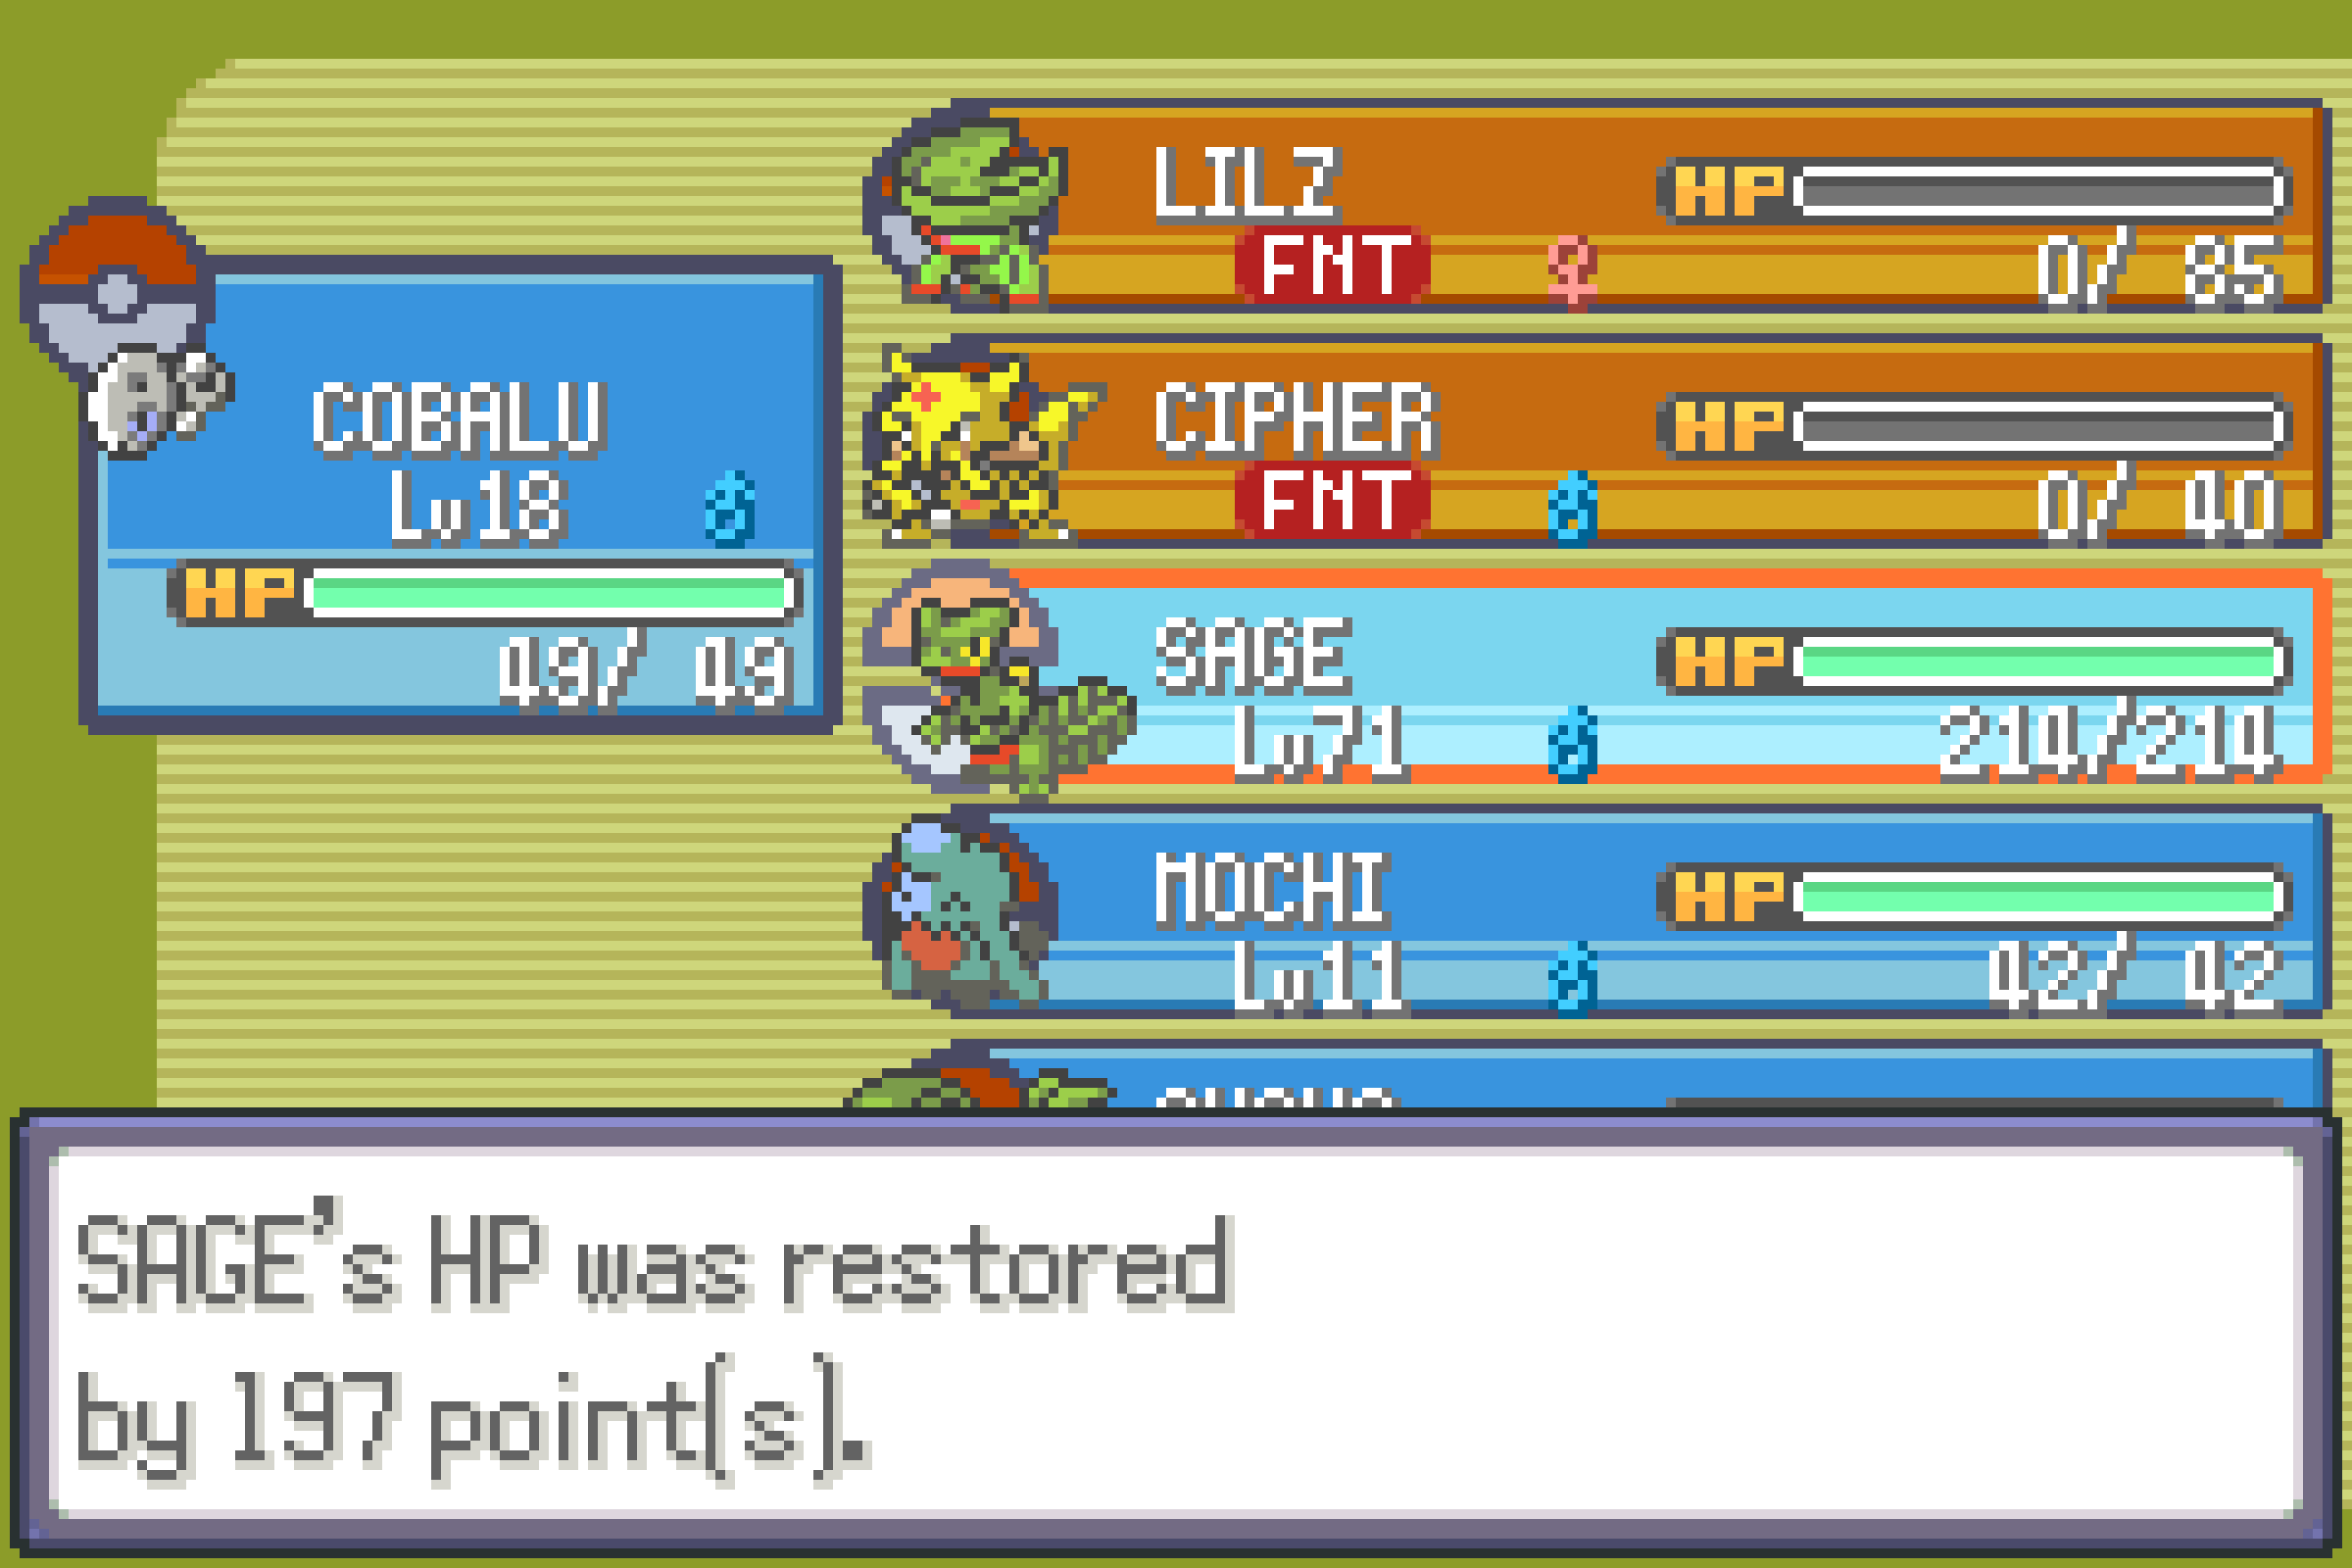 COBALU
Lv18 ♂
HP
49/ 49
LILZ
HP
FNT ♀
0/ 85
CIPHER
HP
FNT ♂
0/ 40
SAGE
HP
Lv71 ♂
214/214
MOCHI
HP
Lv11 ♂
42/ 42
SAGE's HP was restored
by 197 point(s).